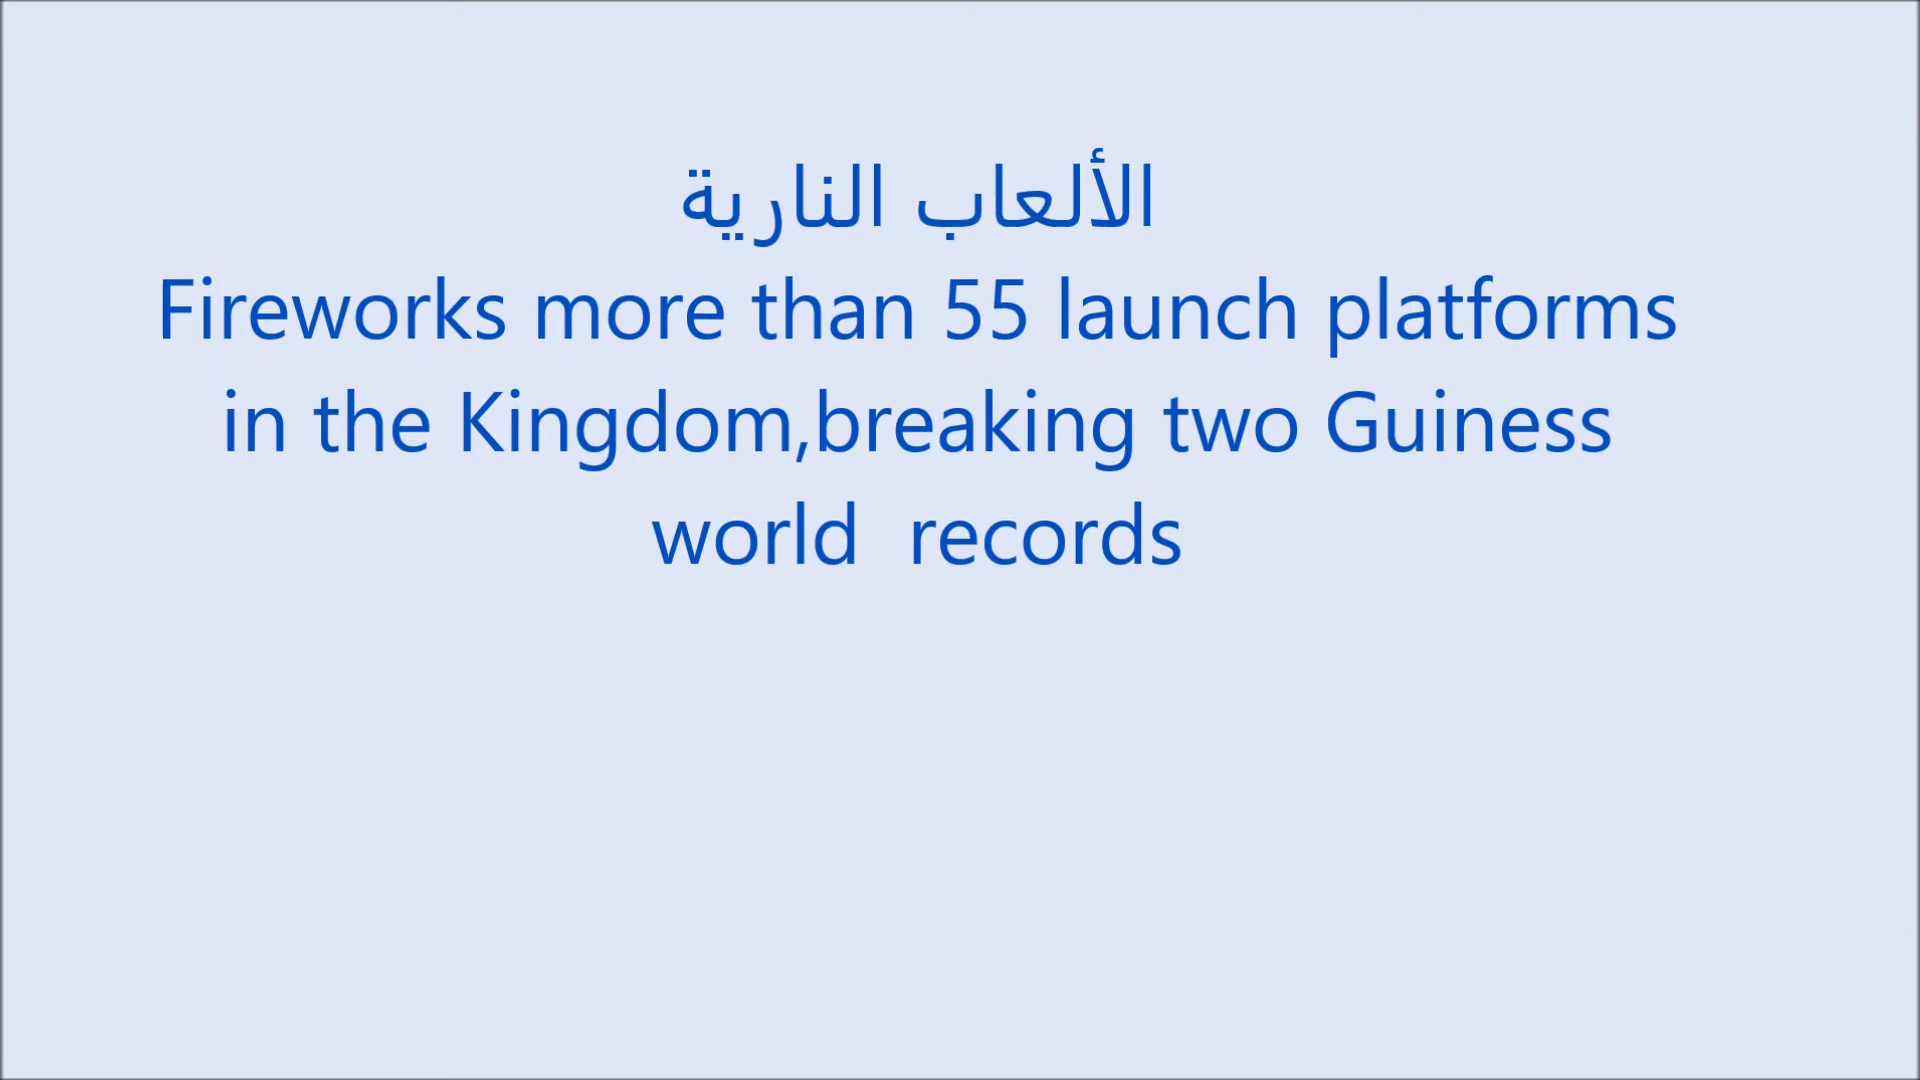 الألعاب النارية
Fireworks more than 55 launch platforms
in the Kingdom,breaking two Guiness
world  records